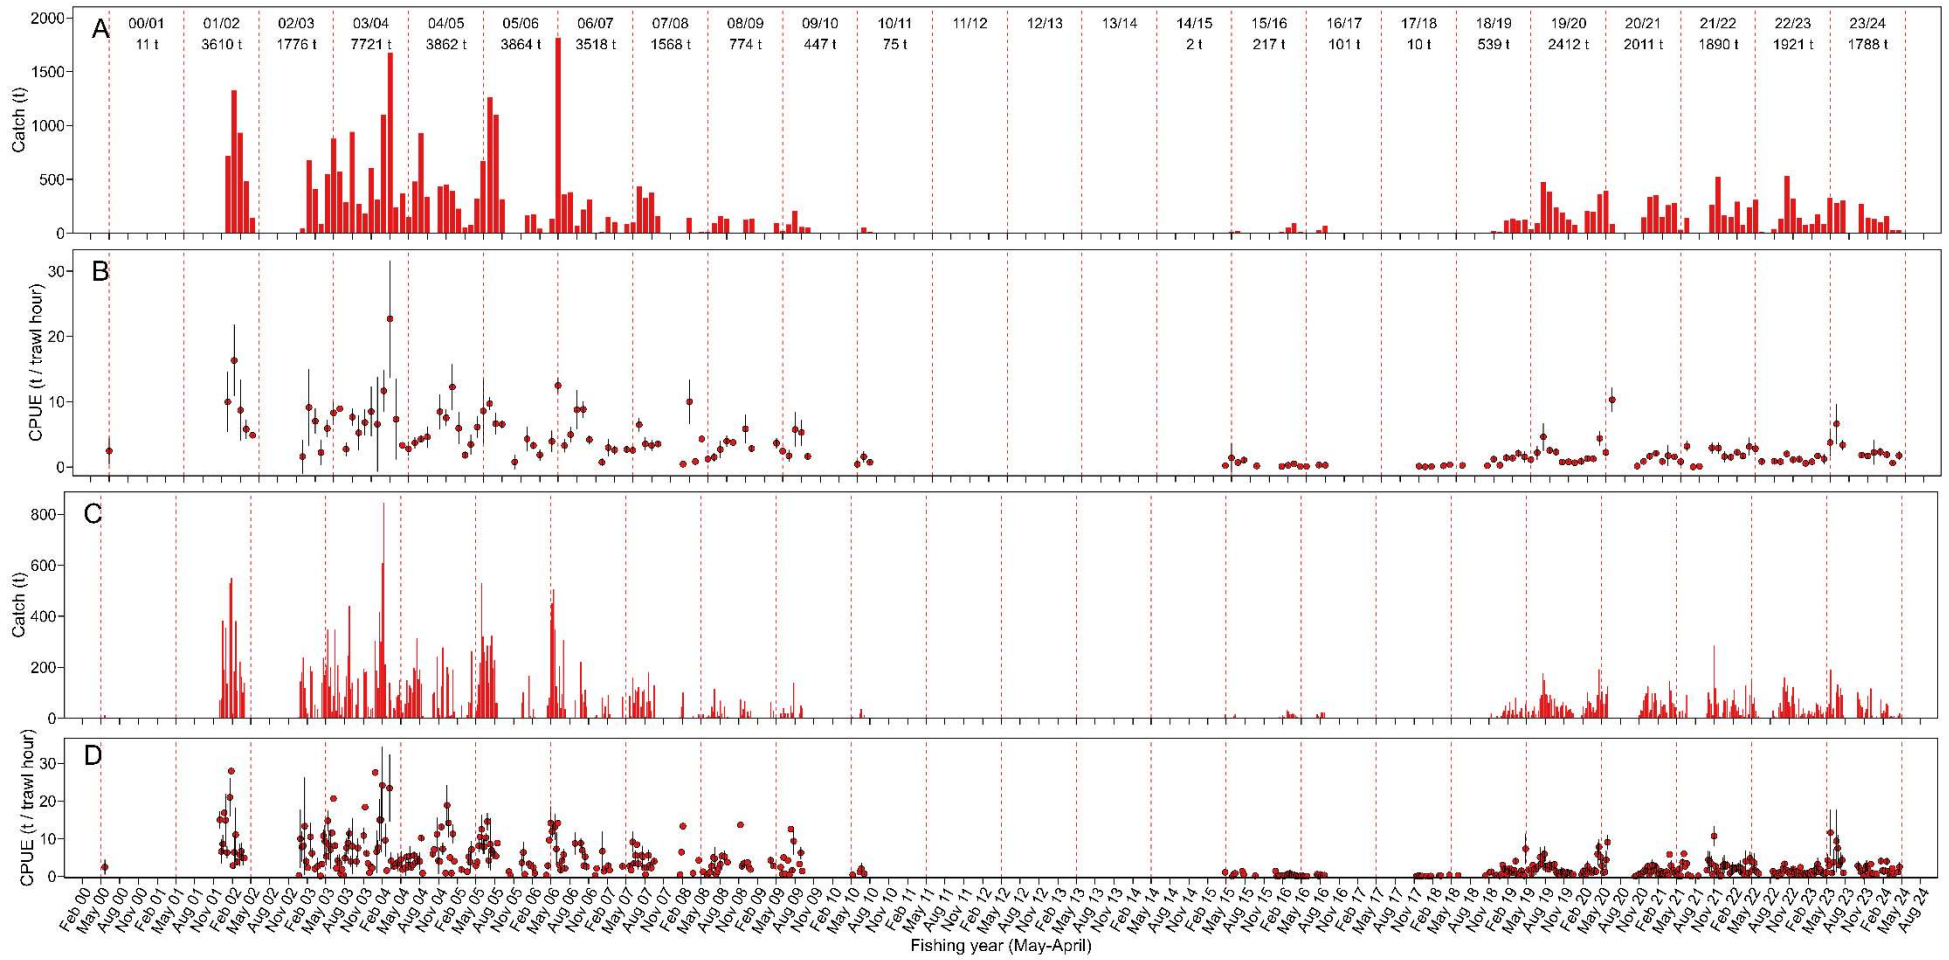 A
00/01 01/02 02/03 03/04 04/05 05/06 06/07 07/08 08/09 09/10 10/11 11/12 12/13 13/14 14/15 15/16 16/17 17/18 18/19 19/20 20/21 21/22 22/23 23/24
11 t 3610 t 1776 t 7721 t 3862 t 3864 t 3518 t 1568 t 774 t 447 t 75 t 2 t 217 t 101 t 10 t 539 t 2412 t 2011 t 1890 t 1921 t 1788 t
Catch (t)
2000
1500
1000
500
0
B
CPUE (t / trawl hour)
30
20
10
0
C
Catch (t)
800
600
400
200
0
D
CPUE (t / trawl hour)
30
20
10
0
Feb 00 May 00 Aug 00 Nov 00 Feb 01 May 01 Aug 01 Nov 01 Feb 02 May 02 Aug 02 Nov 02 Feb 03 May 03 Aug 03 Nov 03 Feb 04 May 04 Aug 04 Nov 04 Feb 05 May 05 Aug 05 Nov 05 Feb 06 May 06 Aug 06 Nov 06 Feb 07 May 07 Aug 07 Nov 07 Feb 08 May 08 Aug 08 Nov 08 Feb 09 May 09 Aug 09 Nov 09 Feb 10 May 10 Aug 10 Nov 10 Feb 11 May 11 Aug 11 Nov 11 Feb 12 May 12 Aug 12 Nov 12 Feb 13 May 13 Aug 13 Nov 13 Feb 14 May 14 Aug 14 Nov 14 Feb 15 May 15 Aug 15 Nov 15 Feb 16 May 16 Aug 16 Nov 16 Feb 17 May 17 Aug 17 Nov 17 Feb 18 May 18 Aug 18 Nov 18 Feb 19 May 19 Aug 19 Nov 19 Feb 20 May 20 Aug 20 Nov 20 Feb 21 May 21 Aug 21 Nov 21 Feb 22 May 22 Aug 22 Nov 22 Feb 23 May 23 Aug 23 Nov 23 Feb 24 May 24 Aug 24
Fishing year (May-April)